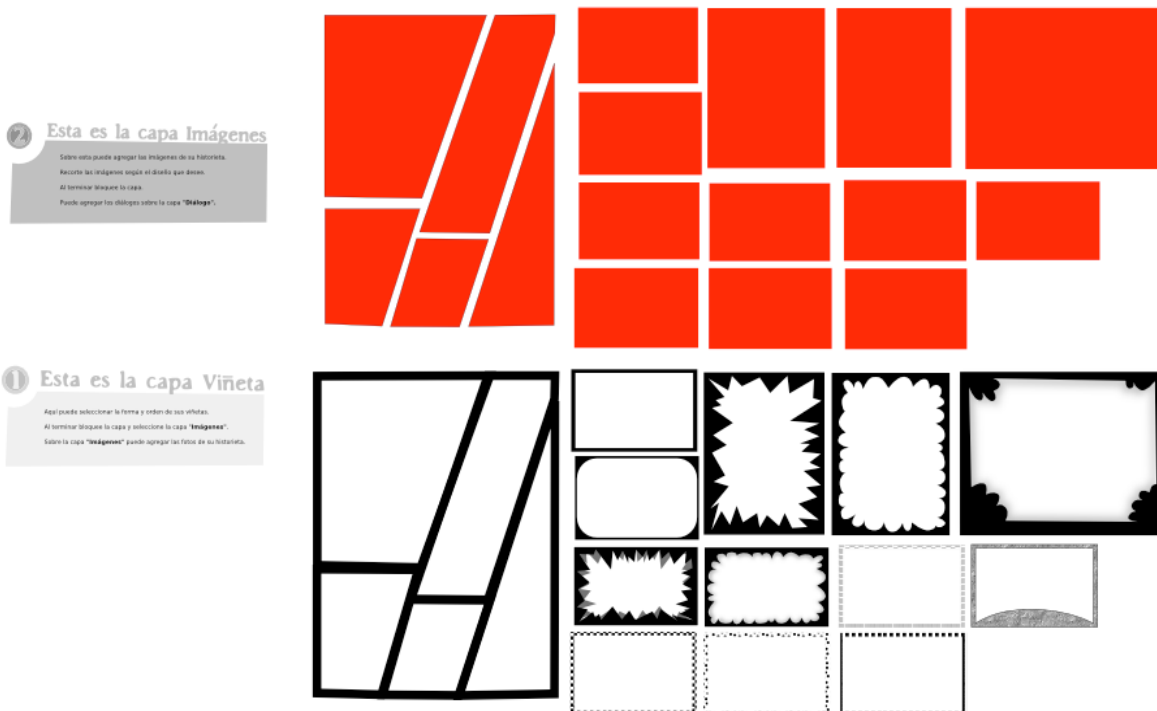 2
Esta es la capa Imágenes
Sobre esta puede agregar las imágenes de su historieta.
Recorte las imágenes según el diseño que desee.
Al terminar bloquee la capa.
Puede agregar los diálogos sobre la capa "Diálogo".
1
Esta es la capa Viñeta
Aquí puede seleccionar la forma y orden de sus viñetas.
Al terminar bloquee la capa y seleccione la capa "Imágenes".
Sobre la capa "Imágenes" puede agregar las fotos de su historieta.